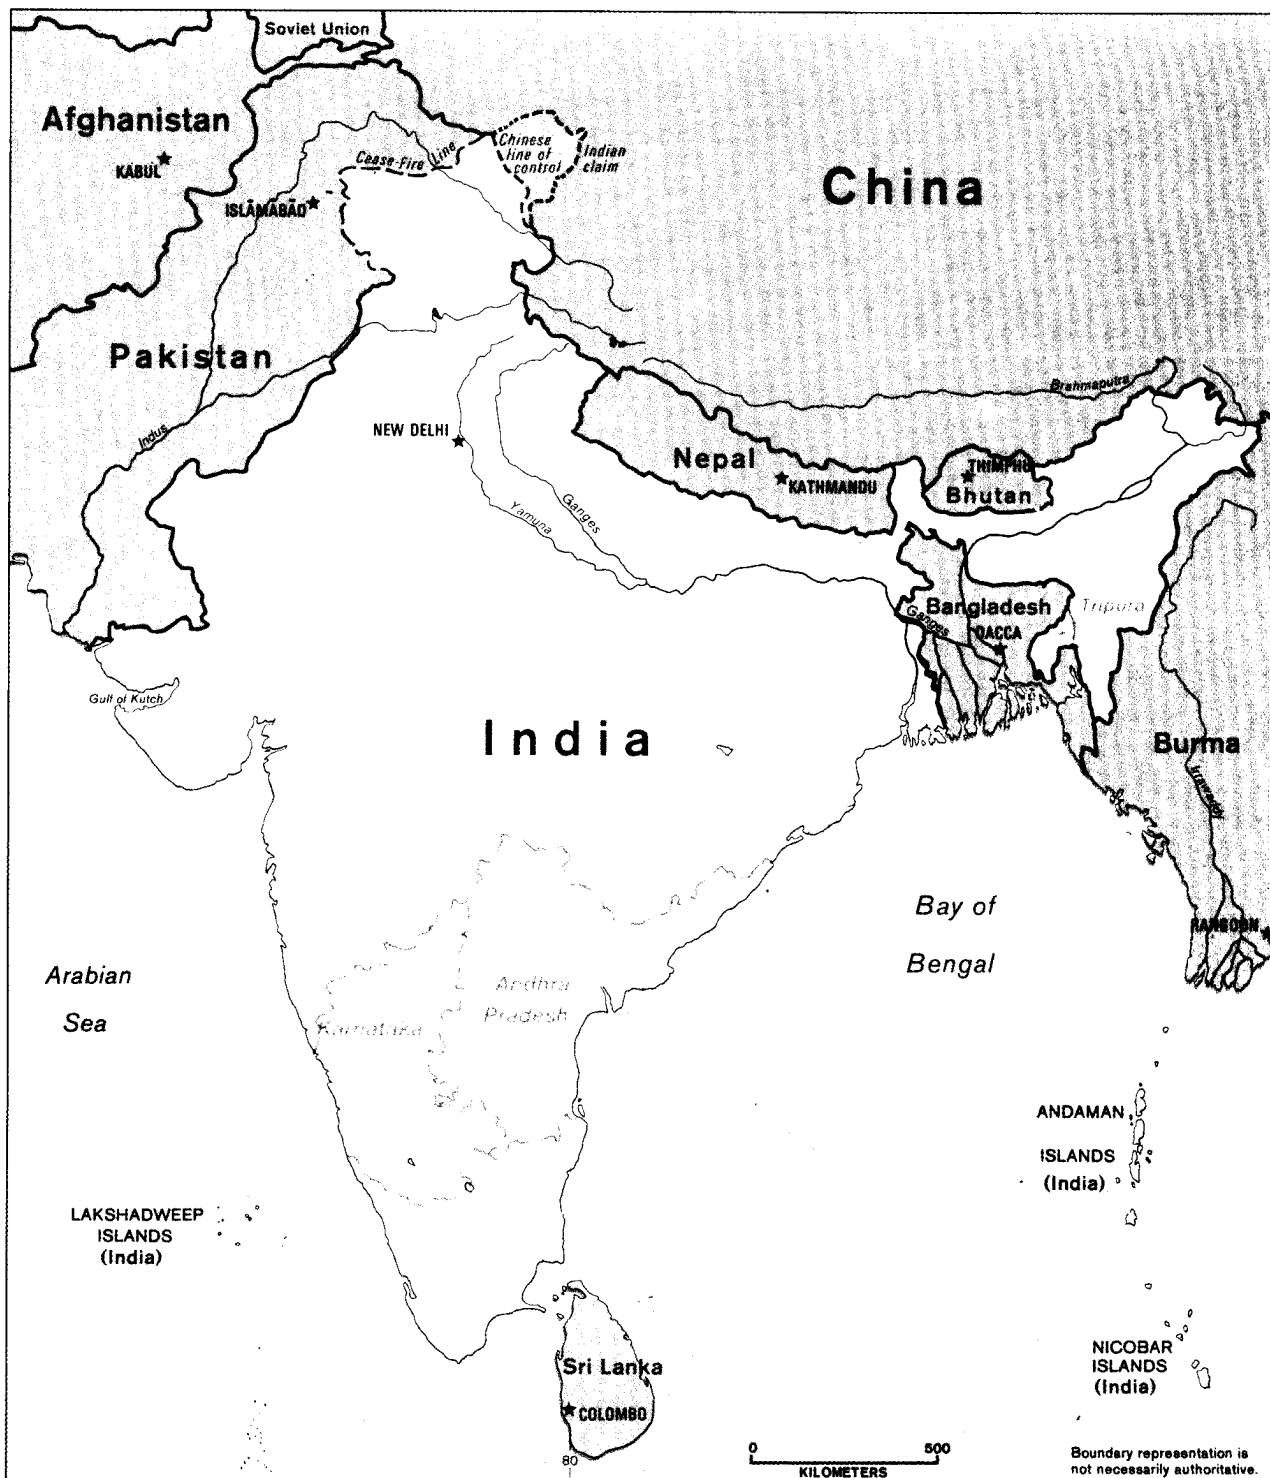 Soviet Union
Afghanistan
KABUL
Cease-Fire Line
Chinese
line of
control
Indian
claim
China
ISLĀMĀBĀD
Pakistan
Indus
Brahmaputra
NEW DELHI
Nepal
KATHMANDU
THIMPHU
Bhutan
Ganges
Yamuna
Bangladesh
Tripura
Ganges
DACCA
Gulf of Kutch
India
Burma
Irrawaddy
Bay of
Bengal
RANGOON
Arabian
Sea
Andhra
Pradesh
Karnataka
ANDAMAN
ISLANDS
(India)
LAKSHADWEEP
ISLANDS
(India)
NICOBAR
ISLANDS
(India)
Sri Lanka
COLOMBO
80
0 500
KILOMETERS
Boundary representation is
not necessarily authoritative.